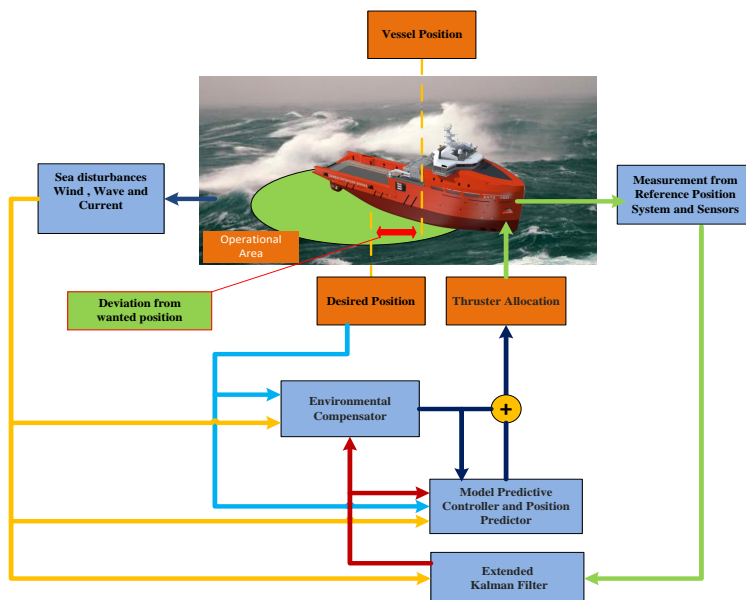 Vessel Position
Sea disturbances
Wind , Wave and
Current
Measurement from
Reference Position
System and Sensors
Operational
Area
Deviation from
wanted position
Desired Position
Thruster Allocation
Environmental
Compensator
+
Model Predictive
Controller and Position
Predictor
Extended
Kalman Filter